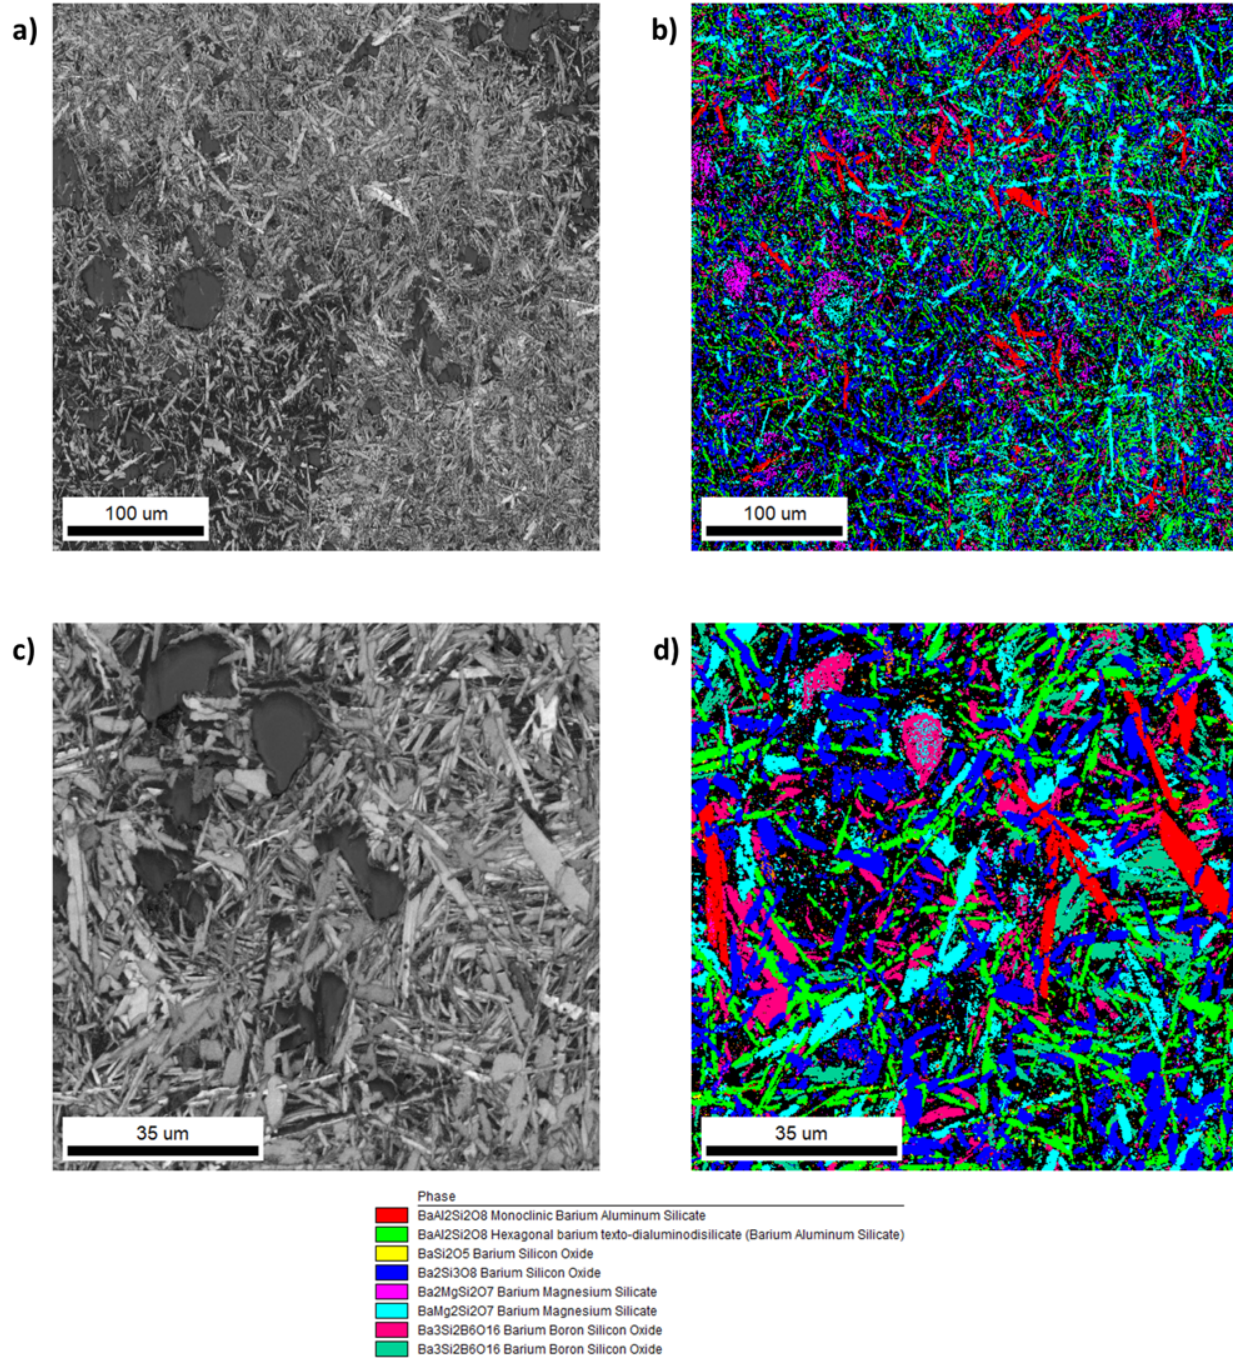 a)
b)
100 um
100 um
c)
d)
35 um
35 um
Phase
BaAl2Si2O8 Monoclinic Barium Aluminum Silicate
BaAl2Si2O8 Hexagonal barium texto-dialuminodisilicate (Barium Aluminum Silicate)
BaSi2O5 Barium Silicon Oxide
Ba2Si3O8 Barium Silicon Oxide
Ba2MgSi2O7 Barium Magnesium Silicate
BaMg2Si2O7 Barium Magnesium Silicate
Ba3Si2B6O16 Barium Boron Silicon Oxide
Ba3Si2B6O16 Barium Boron Silicon Oxide